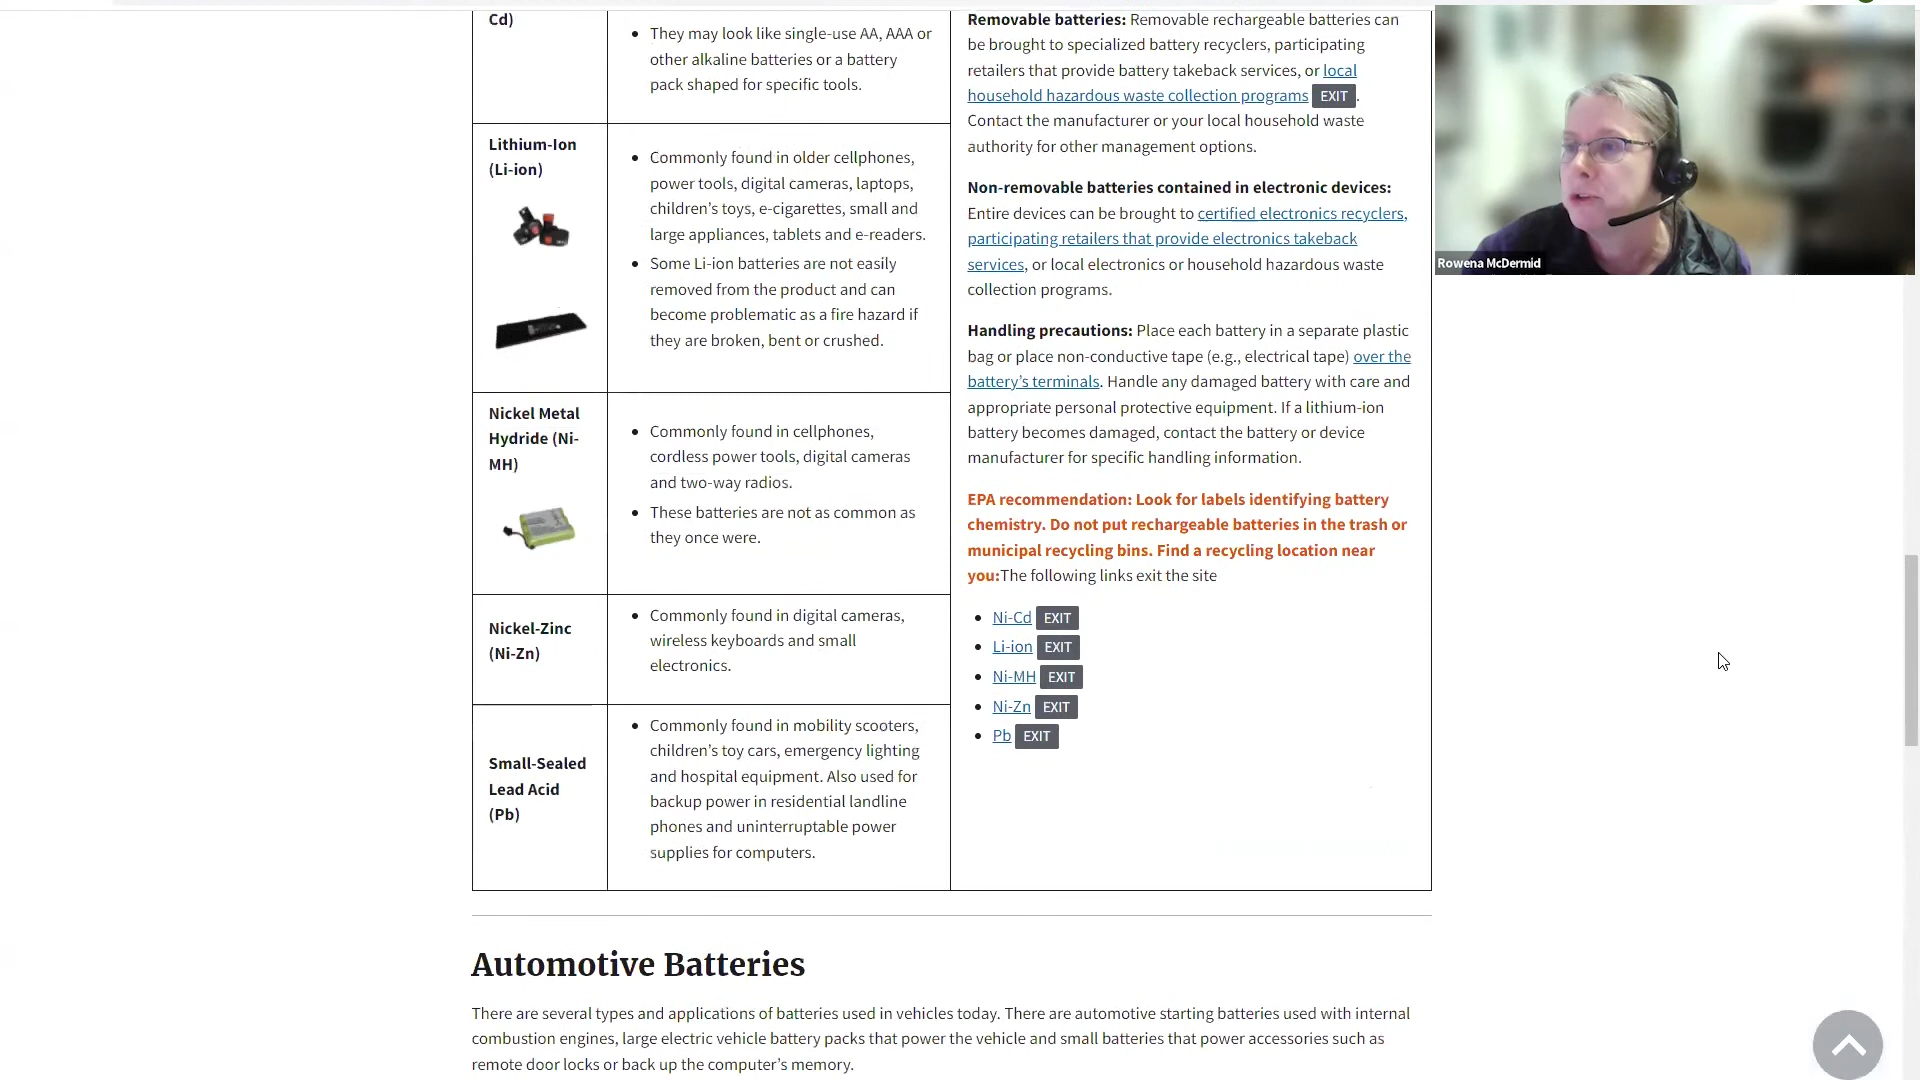 Cd)
• They may look like single-use AA, AAA or
other alkaline batteries or a battery
pack shaped for specific tools.
Lithium-Ion
(Li-ion)
• Commonly found in older cellphones,
power tools, digital cameras, laptops,
children's toys, e-cigarettes, small and
large appliances, tablets and e-readers.
• Some Li-ion batteries are not easily
removed from the product and can
become problematic as a fire hazard if
they are broken, bent or crushed.
Nickel Metal
Hydride (Ni-
MH)
• Commonly found in cellphones,
cordless power tools, digital cameras
and two-way radios.
• These batteries are not as common as
they once were.
Nickel-Zinc
(Ni-Zn)
• Commonly found in digital cameras,
wireless keyboards and small
electronics.
Small-Sealed
Lead Acid
(Pb)
• Commonly found in mobility scooters,
children's toy cars, emergency lighting
and hospital equipment. Also used for
backup power in residential landline
phones and uninterruptable power
supplies for computers.
Removable batteries: Removable rechargeable batteries can
be brought to specialized battery recyclers, participating
retailers that provide battery takeback services, or local
household hazardous waste collection programs EXIT.
Contact the manufacturer or your local household waste
authority for other management options.
Non-removable batteries contained in electronic devices:
Entire devices can be brought to certified electronics recyclers,
participating retailers that provide electronics takeback
services, or local electronics or household hazardous waste
collection programs.
Handling precautions: Place each battery in a separate plastic
bag or place non-conductive tape (e.g., electrical tape) over the
battery's terminals. Handle any damaged battery with care and
appropriate personal protective equipment. If a lithium-ion
battery becomes damaged, contact the battery or device
manufacturer for specific handling information.
EPA recommendation: Look for labels identifying battery
chemistry. Do not put rechargeable batteries in the trash or
municipal recycling bins. Find a recycling location near
you:The following links exit the site
• Ni-Cd EXIT
• Li-ion EXIT
• Ni-MH EXIT
• Ni-Zn EXIT
• Pb EXIT
Rowena McDermid
Automotive Batteries
There are several types and applications of batteries used in vehicles today. There are automotive starting batteries used with internal
combustion engines, large electric vehicle battery packs that power the vehicle and small batteries that power accessories such as
remote door locks or back up the computer's memory.